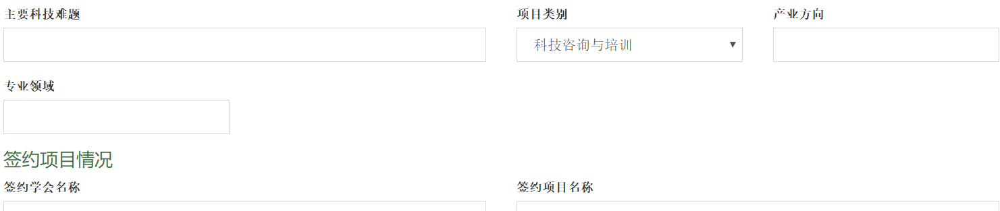 主要科技难题 项目类别 产业方向
科技咨询与培训
专业领域
签约项目情况
签约学会名称 签约项目名称